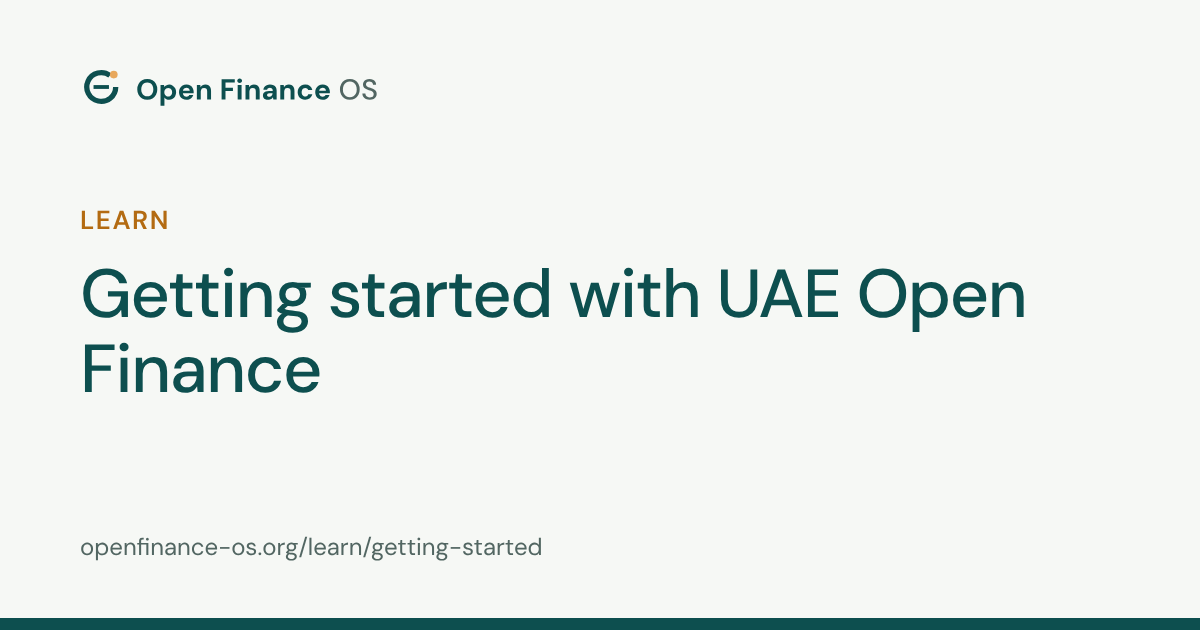 Open Finance OS
LEARN
Getting started with UAE Open
Finance
openfinance-os.org/learn/getting-started